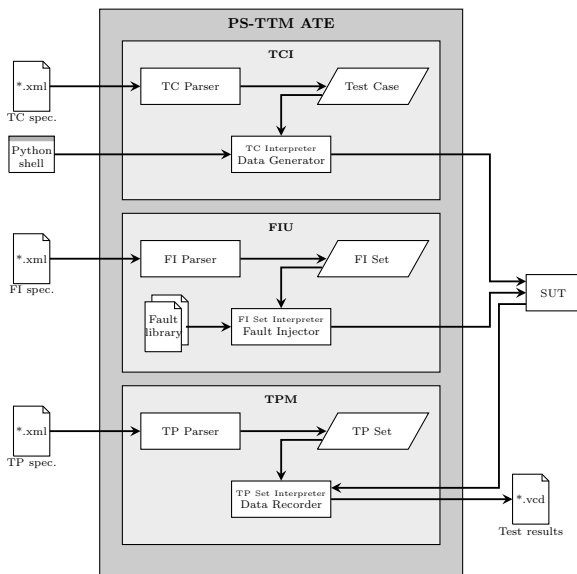 PS-TTM ATE
TCI
*.xml
TC spec.
TC Parser
Test Case
Python
shell
TC Interpreter
Data Generator
FIU
*.xml
FI spec.
FI Parser
FI Set
Fault
library
FI Set Interpreter
Fault Injector
SUT
TPM
*.xml
TP spec.
TP Parser
TP Set
TP Set Interpreter
Data Recorder
*.vcd
Test results